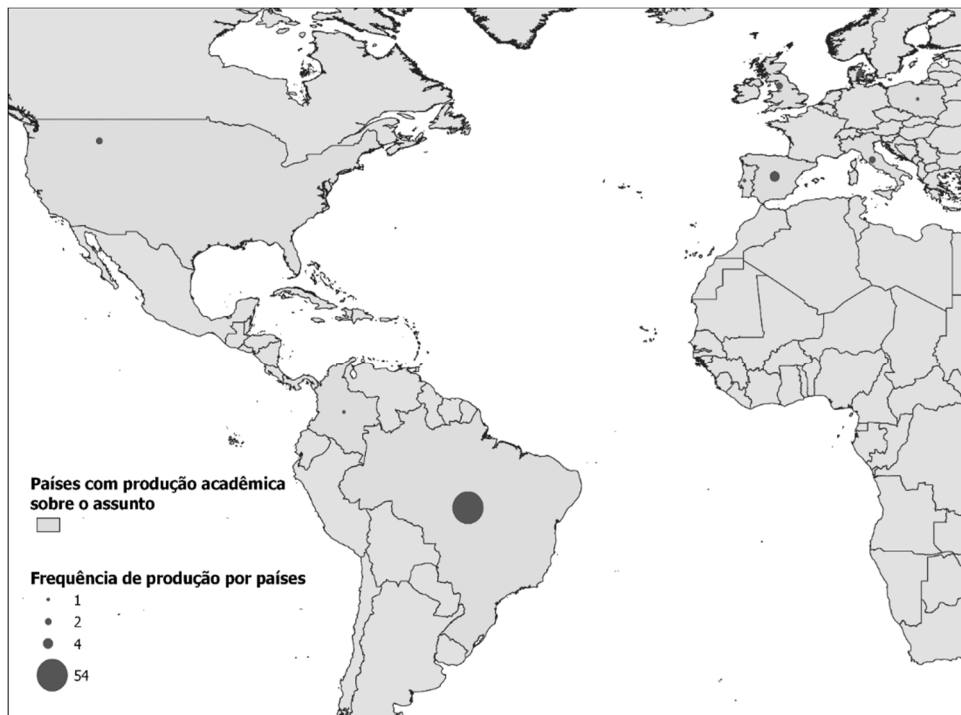 Países com produção acadêmica
sobre o assunto
Frequência de produção por países
1
2
4
54